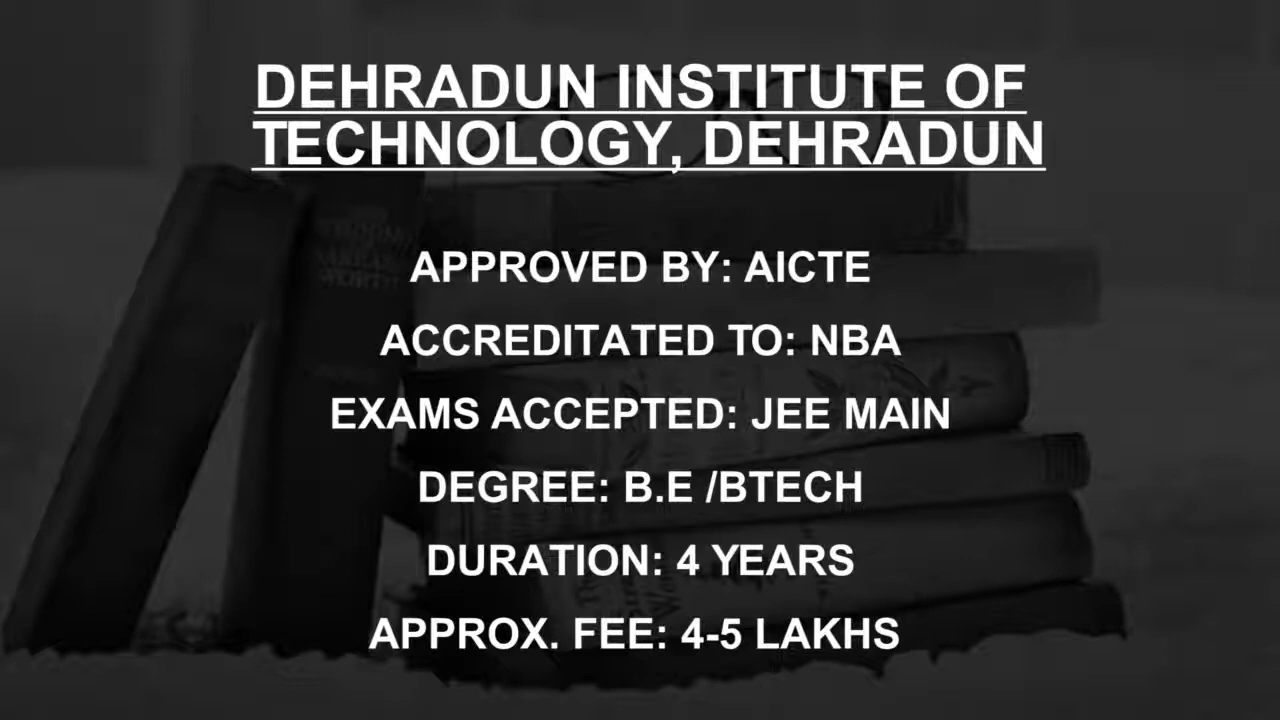 DEHRADUN INSTITUTE OF
TECHNOLOGY, DEHRADUN
APPROVED BY: AICTE
ACCREDITATED TO: NBA
EXAMS ACCEPTED: JEE MAIN
DEGREE: B.E /BTECH
DURATION: 4 YEARS
APPROX. FEE: 4-5 LAKHS